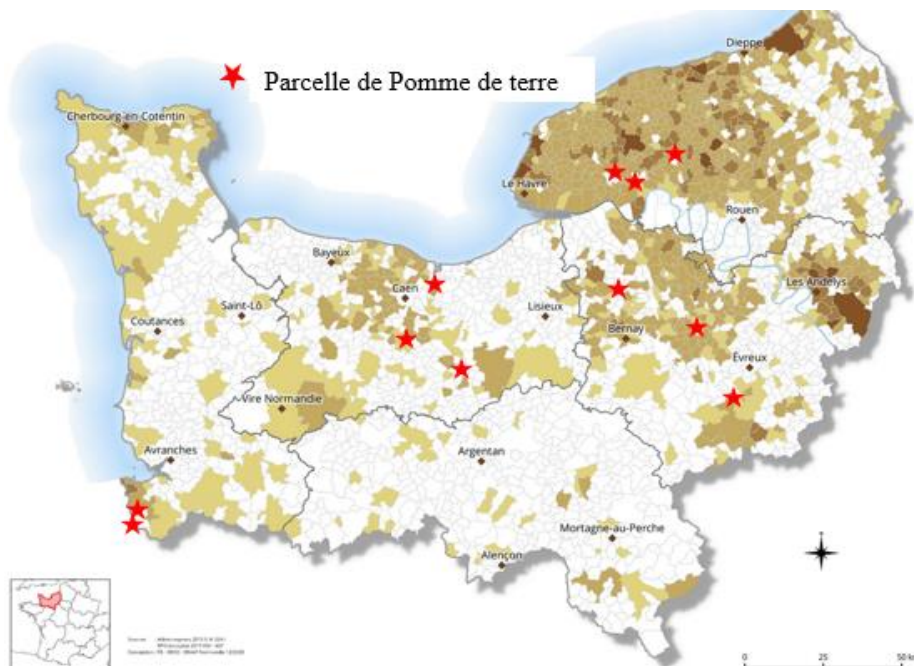 Dieppe
Parcelle de Pomme de terre
Cherbourg-en-Cotentin
Le Havre
Rouen
Bayeux
Caen
Les Andelys
Saint-Lô
Lisieux
Coutances
Bernay
Évreux
Vire Normandie
Avranches
Argentan
Mortagne-au-Perche
Alençon
0 25 50 k